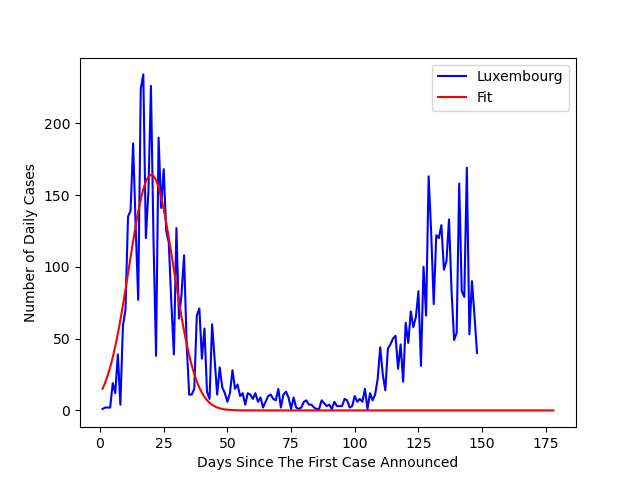 Luxembourg
Fit
Number of Daily Cases
200
150
100
50
0
0 25 50 75 100 125 150 175
Days Since The First Case Announced